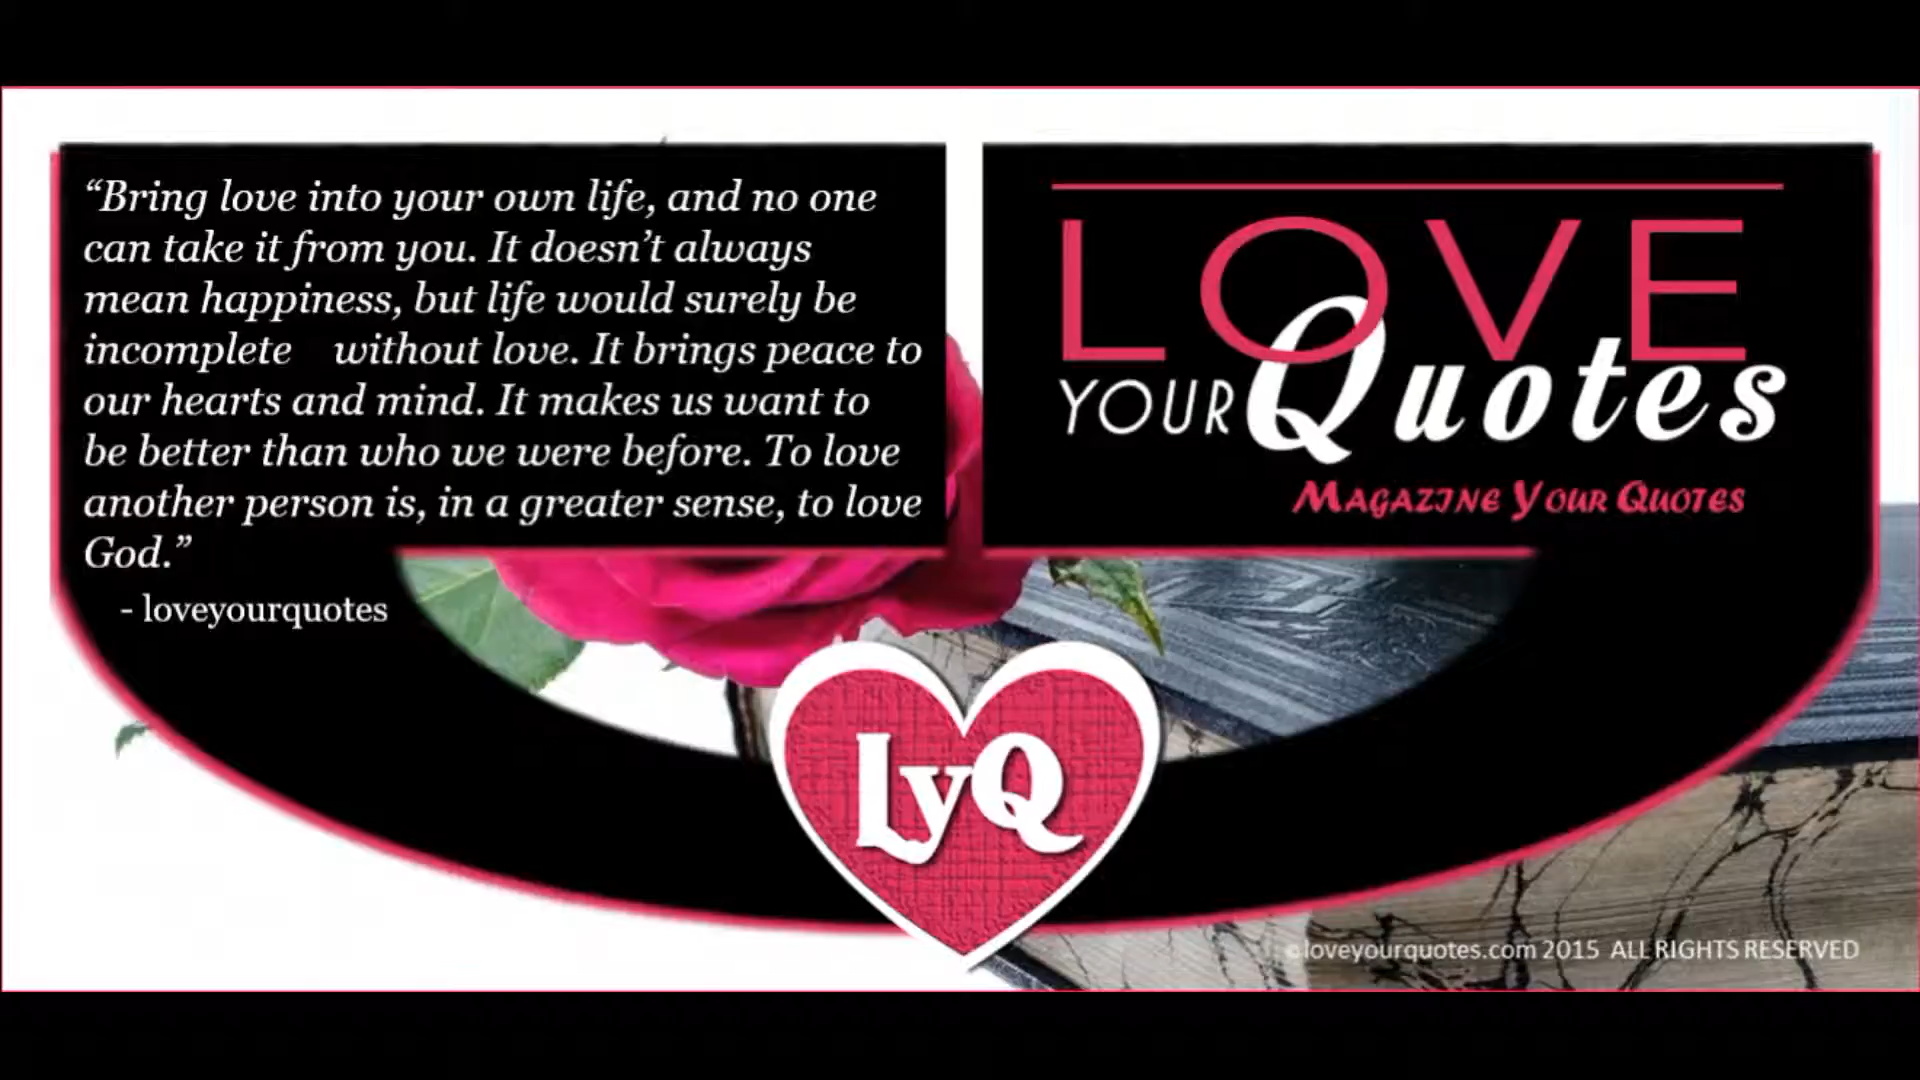 “Bring love into your own life, and no one
can take it from you. It doesn’t always
mean happiness, but life would surely be
incomplete without love. It brings peace to
our hearts and mind. It makes us want to
be better than who we were before. To love
another person is, in a greater sense, to love
God.”
- loveyourquotes
LOVE
YOUR Quotes
MAGAZINE YOUR QUOTES
LyQ
©loveyourquotes.com 2015 ALL RIGHTS RESERVED